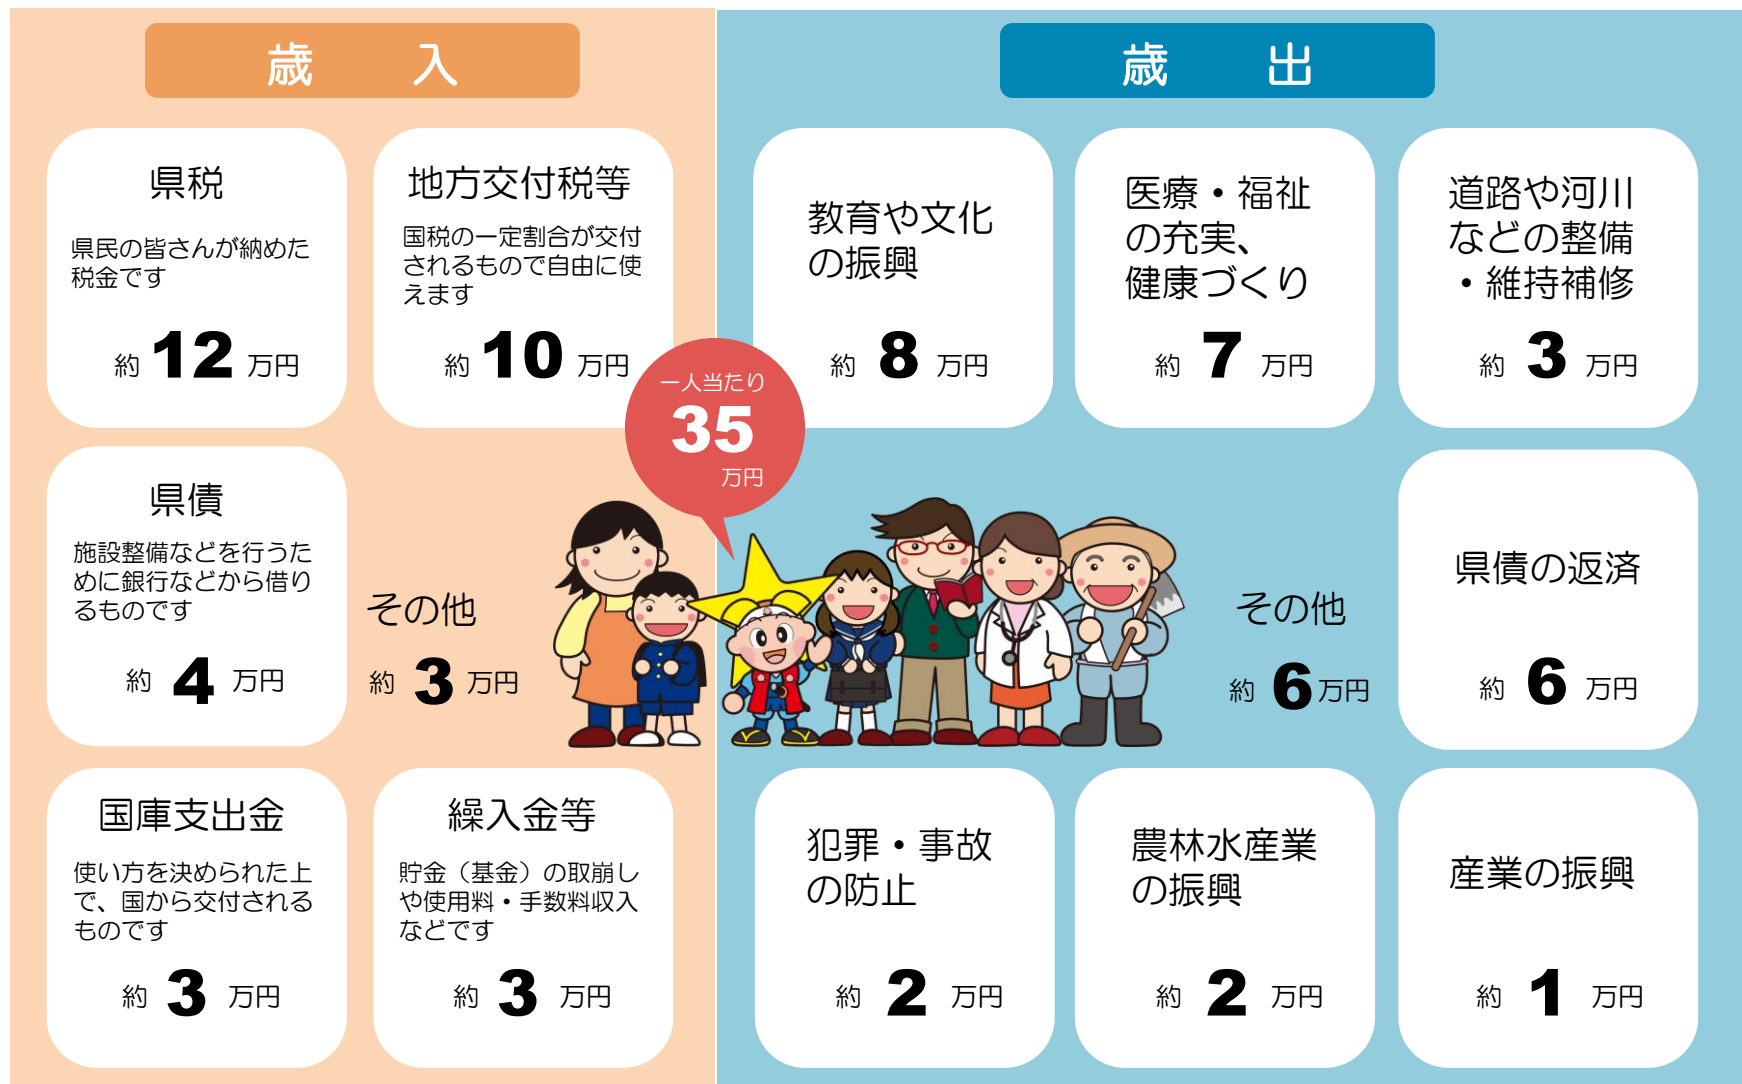 歳入
県税
県民の皆さんが納めた
税金です
約 12 万円
地方交付税等
国税の一定割合が交付
されるもので自由に使
えます
約 10 万円
県債
施設整備などを行うた
めに銀行などから借り
るものです
約 4 万円
その他
約 3 万円
国庫支出金
使い方を決められた上
で、国から交付される
ものです
約 3 万円
繰入金等
貯金（基金）の取崩し
や使用料・手数料収入
などです
約 3 万円
一人当たり
35
万円
歳出
教育や文化
の振興
約 8 万円
医療・福祉
の充実、
健康づくり
約 7 万円
道路や河川
などの整備
・維持補修
約 3 万円
その他
約 6 万円
県債の返済
約 6 万円
犯罪・事故
の防止
約 2 万円
農林水産業
の振興
約 2 万円
産業の振興
約 1 万円